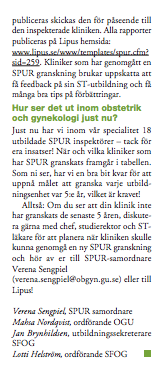 publiceras skickas den för påseende till
den inspekterade kliniken. Alla rapporter
publiceras på Lipus hemsida:
www.lipus.se/www/templates/spur.cfm?
sid=259. Kliniker som har genomgått en
SPUR granskning brukar uppskatta att
få feedback på sin ST-utbildning och få
många bra tips på förbättringar.
Hur ser det ut inom obstetrik
och gynekologi just nu?
Just nu har vi inom vår specialitet 18
utbildade SPUR inspektörer – tack för
era insatser! När och vilka kliniker som
har SPUR granskats framgår i tabellen.
Som ni ser, har vi en bra bit kvar för att
uppnå målet att granska varje utbild-
ningsenhet var 5:e år, vilket är kravet!
Alltså: Om du ser att din klinik inte
har granskats de senaste 5 åren, diskute-
ra gärna med chef, studierektor och ST-
läkare för att planera när kliniken skulle
kunna genomgå en ny SPUR granskning
och hör av er till SPUR-samordnare
Verena Sengpiel
(verena.sengpiel@obgyn.gu.se) eller till
Lipus!
Verena Sengpiel, SPUR samordnare
Mahsa Nordqvist, ordförande OGU
Jan Brynhildsen, utbildningssekreterare
SFOG
Lotti Helström, ordförande SFOG